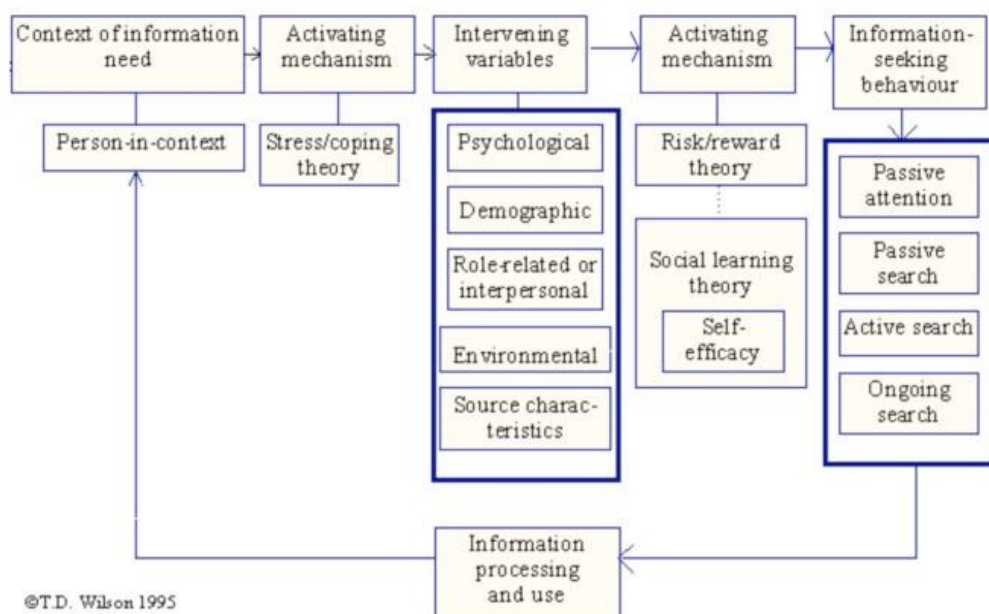 Context of information
need
Activating
mechanism
Intervening
variables
Activating
mechanism
Information-
seeking
behaviour
Person-in-context
Stress/coping
theory
Psychological
Demographic
Role-related or
interpersonal
Environmental
Source charac-
teristics
Risk/reward
theory
Social learning
theory
Self-
efficacy
Passive
attention
Passive
search
Active search
Ongoing
search
Information
processing
and use
©T.D. Wilson 1995